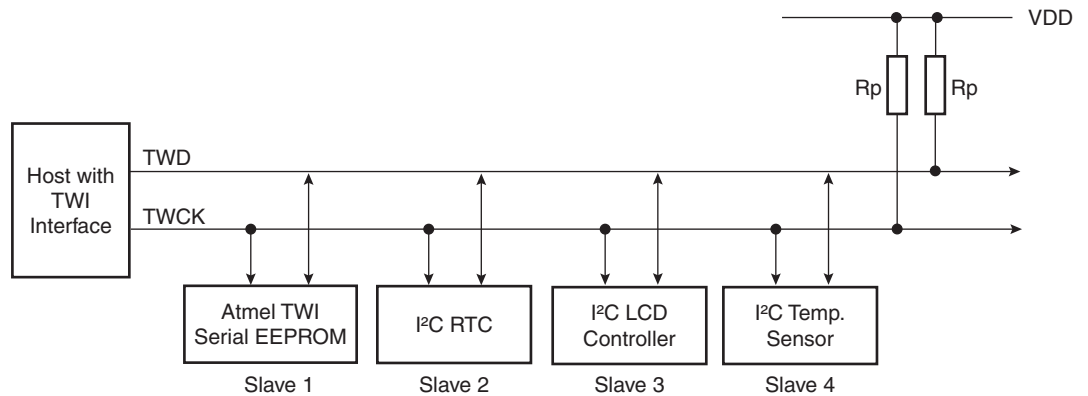 VDD
Rp
Rp
Host with
TWI
Interface
TWD
TWCK
Atmel TWI
Serial EEPROM
I²C RTC
I²C LCD
Controller
I²C Temp.
Sensor
Slave 1
Slave 2
Slave 3
Slave 4